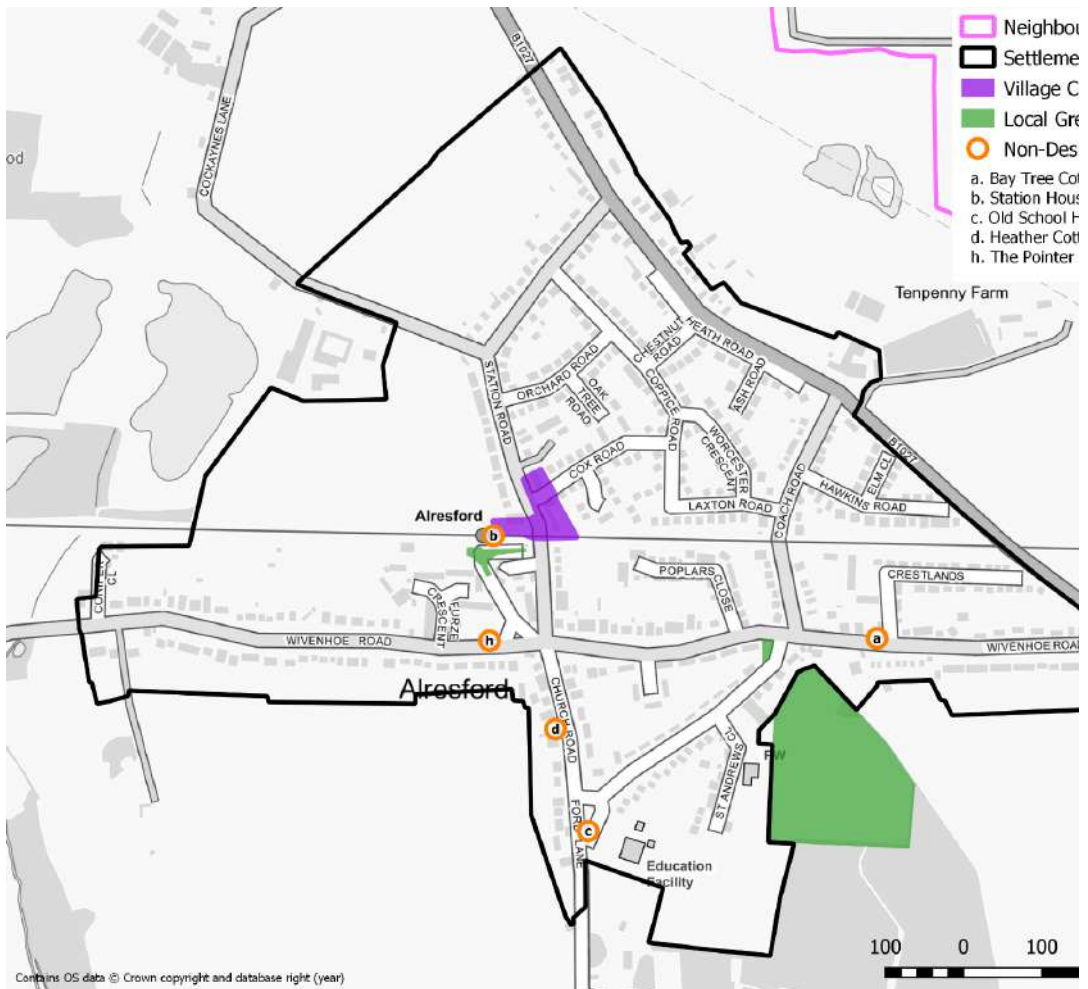 Neighbou
Settleme
Village C
Local Gre
Non-Des
a. Bay Tree Cot
b. Station Hous
c. Old School H
d. Heather Cott
h. The Pointer
B1027
COCKAYNES LANE
od
Tenpenny Farm
HEATH ROAD
CHESTNUT ROAD
STATION ROAD
ORCHARD ROAD
OAK TREE ROAD
COPPICE ROAD
ASH ROAD
WORCESTER CRESCENT
COX ROAD
B1027
ELM CL
HAWKINS ROAD
LAXTON ROAD
COACH ROAD
Alresford
b
POPLARS CLOSE
CRESTLANDS
CONIFER CL
FURZE CRESCENT
WIVENHOE ROAD
h
a
WIVENHOE ROAD
Alresford
CHURCH ROAD
d
ST ANDREWS CL
PW
FORD LANE
c
Education
Facility
100 0 100
Contains OS data © Crown copyright and database right (year)